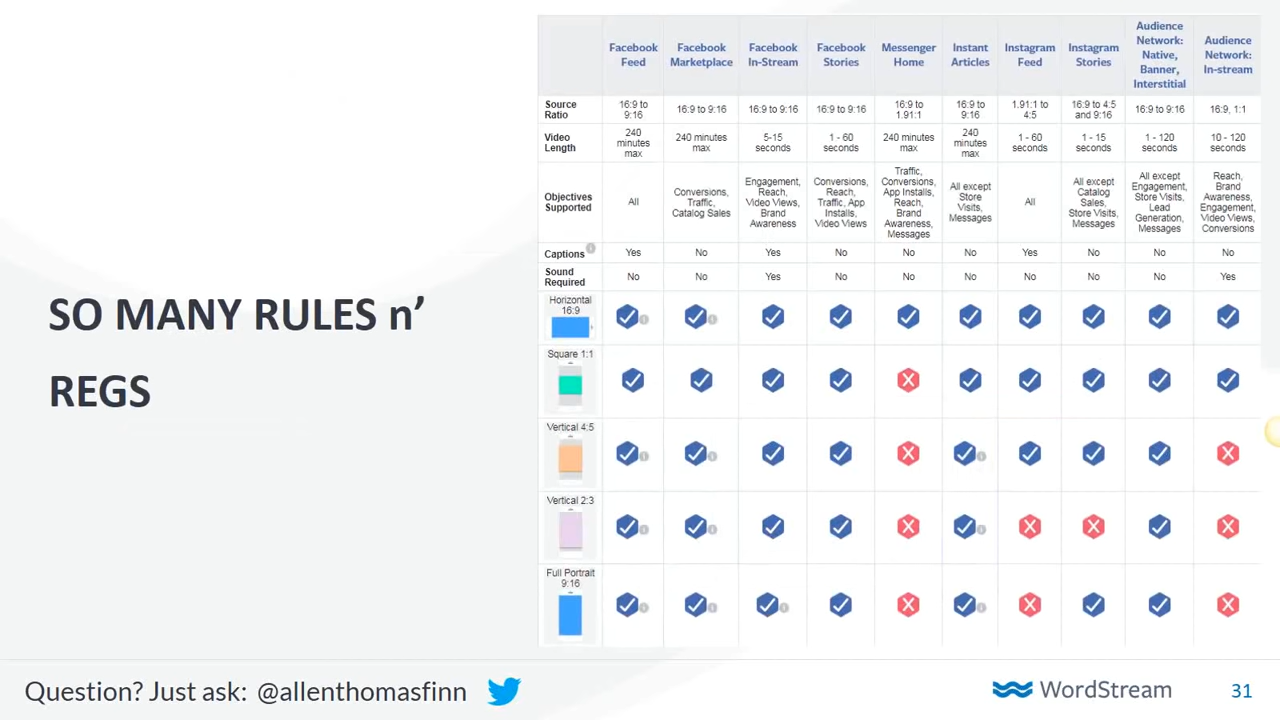 SO MANY RULES n’
REGS
Facebook Feed
Facebook Marketplace
Facebook In-Stream
Facebook Stories
Messenger Home
Instant Articles
Instagram Feed
Instagram Stories
Audience Network: Native, Banner, Interstitial
Audience Network: In-stream
Source Ratio
16:9 to 9:16
16:9 to 9:16
16:9 to 9:16
16:9 to 9:16
16:9 to 1.91:1
16:9 to 9:16
1.91:1 to 4:5
16:9 to 4:5 and 9:16
16:9 to 9:16
16:9, 1:1
Video Length
240 minutes max
240 minutes max
5-15 seconds
1 - 60 seconds
240 minutes max
240 minutes max
1 - 60 seconds
1 - 15 seconds
1 - 120 seconds
10 - 120 seconds
Objectives Supported
All
Conversions, Traffic, Catalog Sales
Engagement, Reach, Video Views, Brand Awareness
Conversions, Reach, Traffic, App Installs, Video Views
Traffic, Conversions, App Installs, Reach, Brand Awareness, Messages
All except Store Visits, Messages
All
All except Catalog Sales, Store Visits, Messages
All except Engagement, Store Visits, Lead Generation, Messages
Reach, Brand Awareness, Engagement, Video Views, Conversions
Captions
Yes
No
Yes
No
No
No
Yes
No
No
No
Sound Required
No
No
Yes
No
No
No
No
No
No
Yes
Horizontal 16:9
Square 1:1
Vertical 4:5
Vertical 2:3
Full Portrait 9:16
Question? Just ask: @allenthomasfinn
WordStream
31